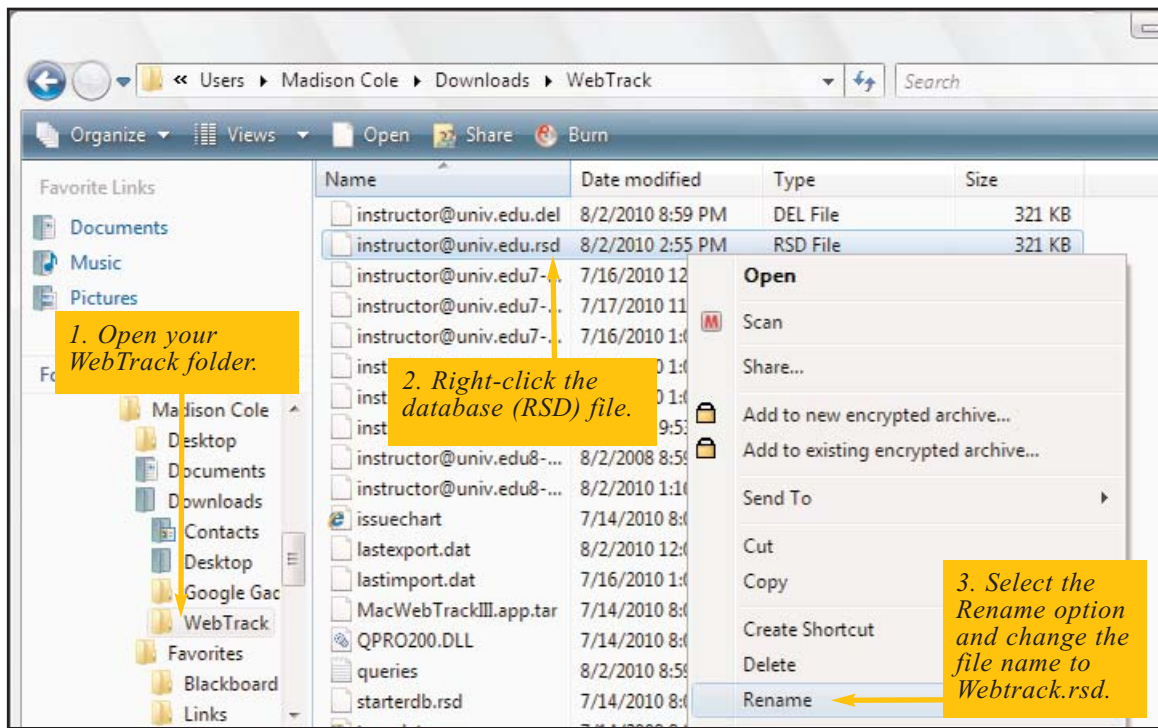 « Users ▸ Madison Cole ▸ Downloads ▸ WebTrack
Search
Organize Views Open Share Burn
Favorite Links
Documents
Music
Pictures
1. Open your
WebTrack folder.
Madison Cole
Desktop
Documents
Downloads
Contacts
Desktop
Google Gad
WebTrack
Favorites
Blackboard
Links
Name Date modified Type Size
instructor@univ.edu.del 8/2/2010 8:59 PM DEL File 321 KB
instructor@univ.edu.rsd 8/2/2010 2:55 PM RSD File 321 KB
instructor@univ.edu7-... 7/16/2010 12
instructor@univ.edu7-... 7/17/2010 11
instructor@univ.edu7-... 7/16/2010 1:0
inst
inst
inst 9:53
instructor@univ.edu8-... 8/2/2008 8:59
instructor@univ.edu8-... 8/2/2010 1:10
issuechart 7/14/2010 8:0
lastexport.dat 8/2/2010 12:0
lastimport.dat 7/16/2010 1:0
MacWebTrackIII.app.tar 7/14/2010 8:0
QPRO200.DLL 7/14/2010 8:0
queries 8/2/2010 8:59
starterdb.rsd 7/14/2010 8:0
2. Right-click the
database (RSD) file.
Open
M Scan
Share...
Add to new encrypted archive...
Add to existing encrypted archive...
Send To
Cut
Copy
Create Shortcut
Delete
Rename
3. Select the
Rename option
and change the
file name to
Webtrack.rsd.